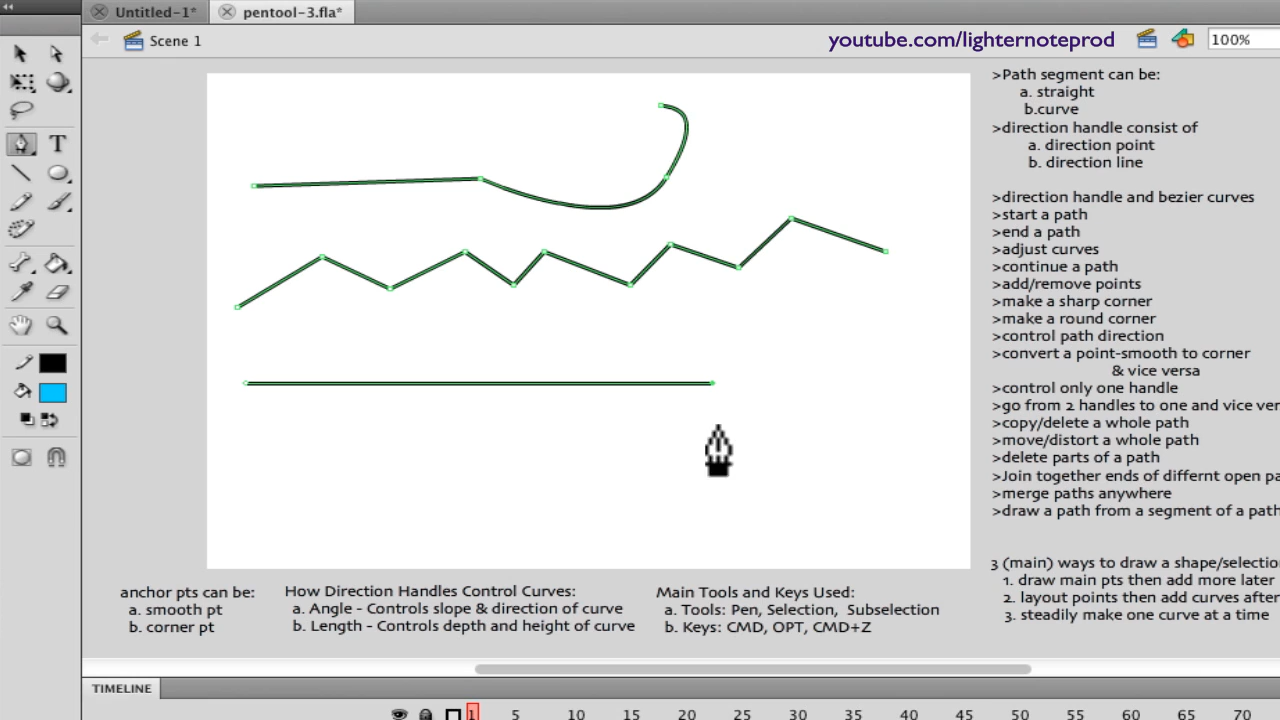 Untitled-1*
pentool-3.fla*
Scene 1
youtube.com/lighternoteprod
100%
>Path segment can be:
a. straight
b.curve
>direction handle consist of
a. direction point
b. direction line
>direction handle and bezier curves
>start a path
>end a path
>adjust curves
>continue a path
>add/remove points
>make a sharp corner
>make a round corner
>control path direction
>convert a point-smooth to corner
& vice versa
>control only one handle
>go from 2 handles to one and vice ver
>copy/delete a whole path
>move/distort a whole path
>delete parts of a path
>Join together ends of differnt open pa
>merge paths anywhere
>draw a path from a segment of a path
3 (main) ways to draw a shape/selectio
1. draw main pts then add more later
2. layout points then add curves after
3. steadily make one curve at a time
anchor pts can be:
a. smooth pt
b. corner pt
How Direction Handles Control Curves:
a. Angle - Controls slope & direction of curve
b. Length - Controls depth and height of curve
Main Tools and Keys Used:
a. Tools: Pen, Selection, Subselection
b. Keys: CMD, OPT, CMD+Z
TIMELINE
1 5 10 15 20 25 30 35 40 45 50 55 60 65 70